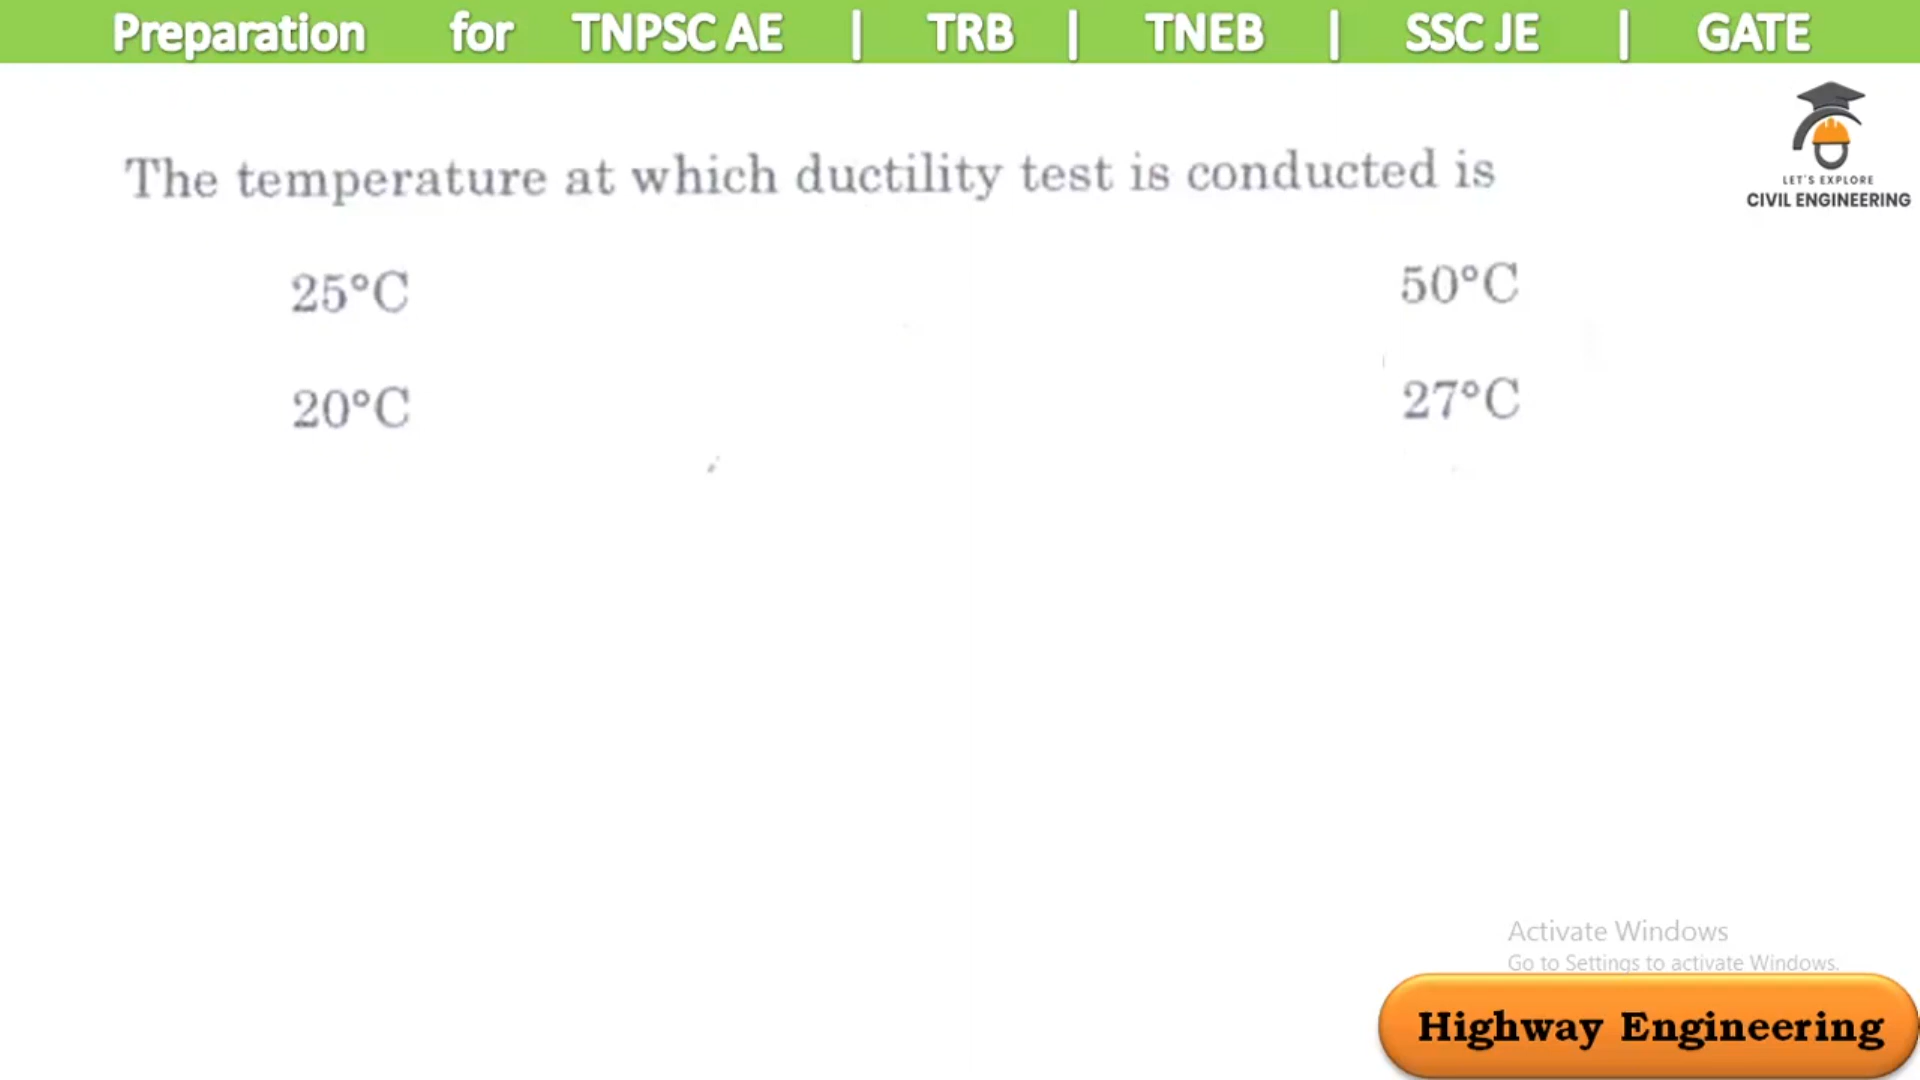 Preparation for TNPSC AE | TRB | TNEB | SSC JE | GATE
LET'S EXPLORE
CIVIL ENGINEERING
The temperature at which ductility test is conducted is
25°C
50°C
20°C
27°C
Activate Windows
Go to Settings to activate Windows.
Highway Engineering